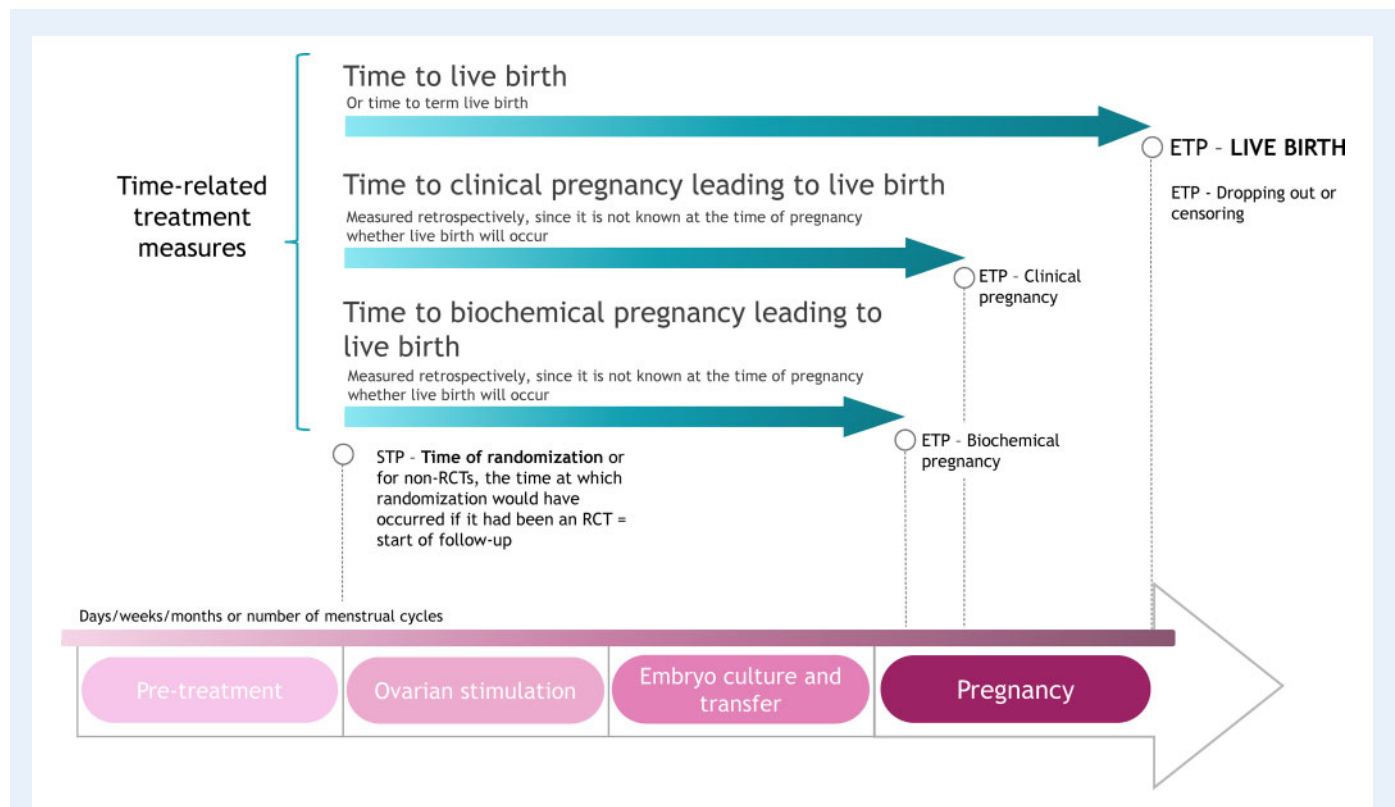 Time to live birth
Or time to term live birth
ETP – LIVE BIRTH
ETP - Dropping out or
censoring
Time-related
treatment
measures
Time to clinical pregnancy leading to live birth
Measured retrospectively, since it is not known at the time of pregnancy
whether live birth will occur
ETP – Clinical
pregnancy
Time to biochemical pregnancy leading to
live birth
Measured retrospectively, since it is not known at the time of pregnancy
whether live birth will occur
ETP – Biochemical
pregnancy
STP – Time of randomization or
for non-RCTs, the time at which
randomization would have
occurred if it had been an RCT =
start of follow-up
Days/weeks/months or number of menstrual cycles
Pre-treatment
Ovarian stimulation
Embryo culture and
transfer
Pregnancy